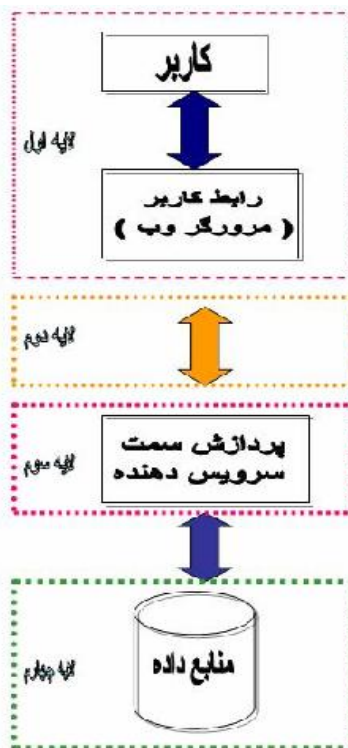 کاربر
لایه اول
رابط کاربر
( مرورگر وب )
لایه دوم
پردازش سمت
سرویس دهنده
لایه سوم
منابع داده
لایه چهارم